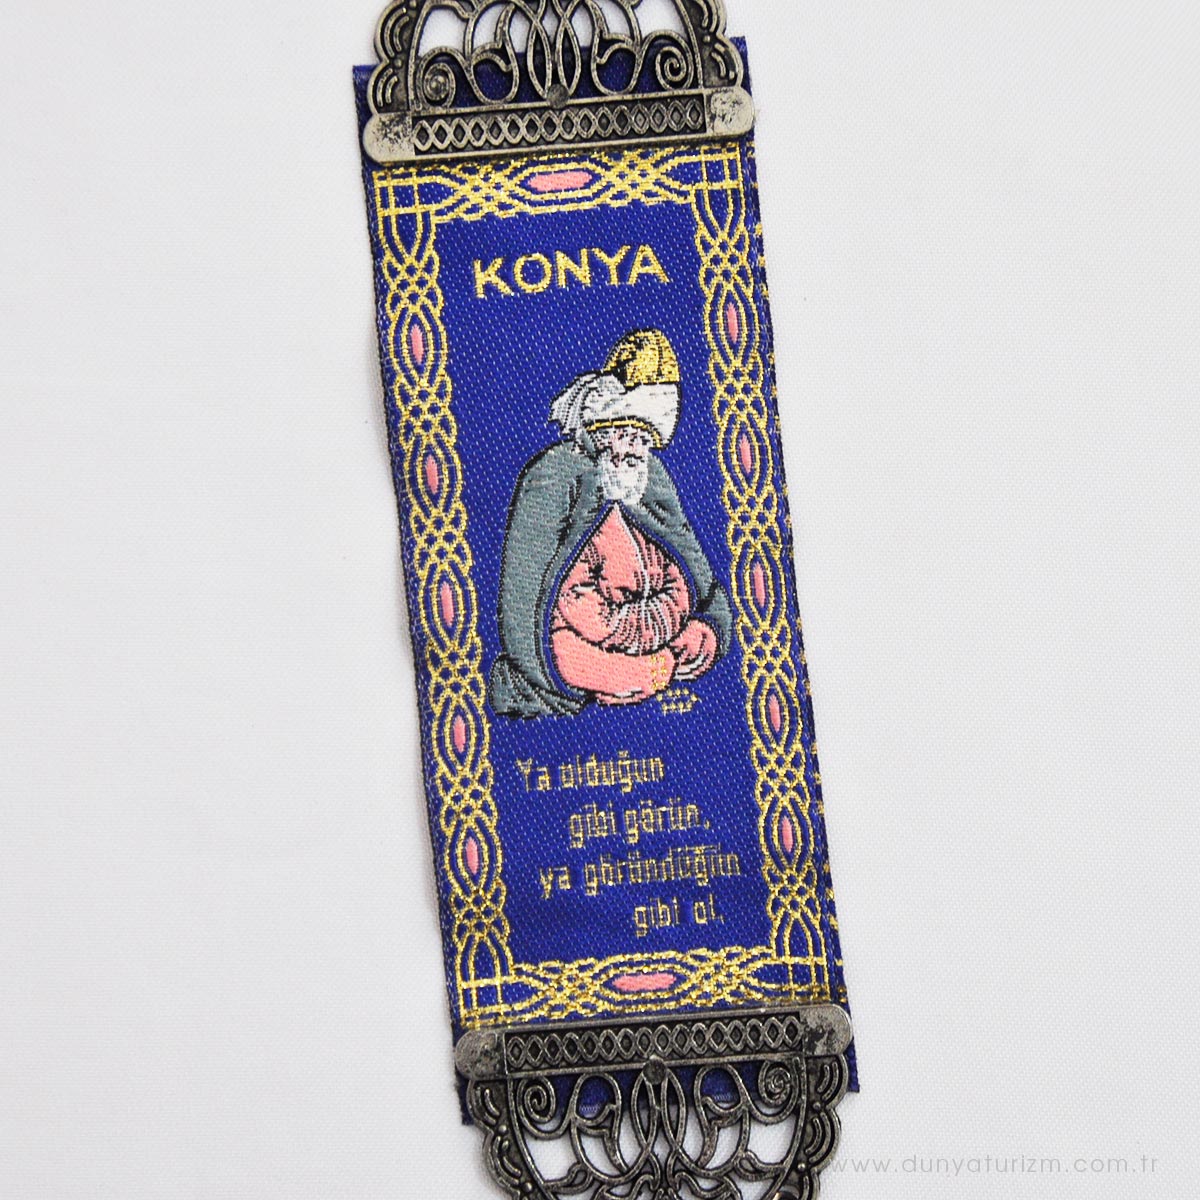 KONYA
Ya olduğun
gibi görün,
ya göründüğün
gibi ol.
www.dunyaturizm.com.tr